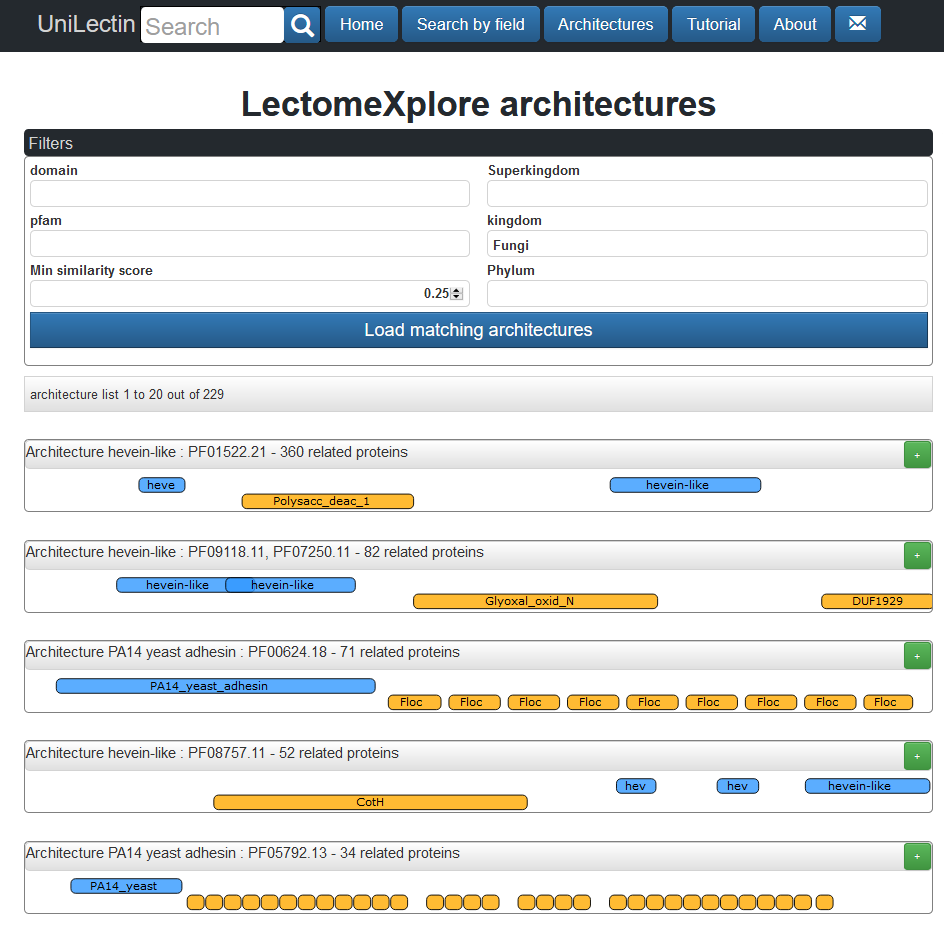 UniLectin Search Home Search by field Architectures Tutorial About
LectomeXplore architectures
Filters
domain Superkingdom
pfam kingdom
Fungi
Min similarity score Phylum
0.25
Load matching architectures
architecture list 1 to 20 out of 229
Architecture hevein-like : PF01522.21 - 360 related proteins +
heve hevein-like
Polysacc_deac_1
Architecture hevein-like : PF09118.11, PF07250.11 - 82 related proteins +
hevein-like hevein-like
Glyoxal_oxid_N DUF1929
Architecture PA14 yeast adhesin : PF00624.18 - 71 related proteins +
PA14_yeast_adhesin
Floc Floc Floc Floc Floc Floc Floc Floc Floc
Architecture hevein-like : PF08757.11 - 52 related proteins +
hev hev hevein-like
CotH
Architecture PA14 yeast adhesin : PF05792.13 - 34 related proteins +
PA14_yeast